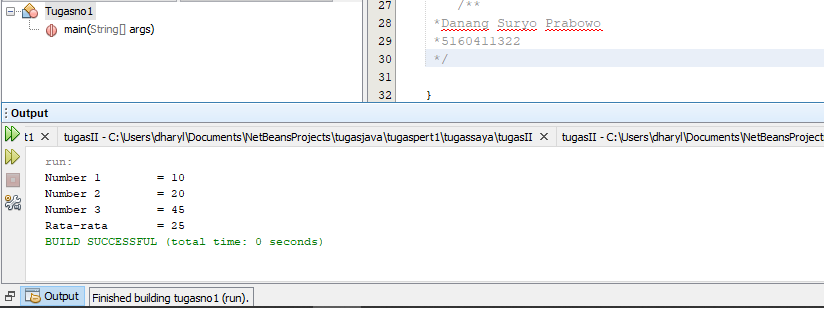 Tugasno1
main(String[] args)
27 /**
28 *Danang Suryo Prabowo
29 *5160411322
30 */
31
32 }
Output
t1 × tugasII - C:\Users\dharyl\Documents\NetBeansProjects\tugasjava\tugaspert1\tugassaya\tugasII × tugasII - C:\Users\dharyl\Documents\NetBeansProject
run:
Number 1 = 10
Number 2 = 20
Number 3 = 45
Rata-rata = 25
BUILD SUCCESSFUL (total time: 0 seconds)
Output Finished building tugasno1 (run).